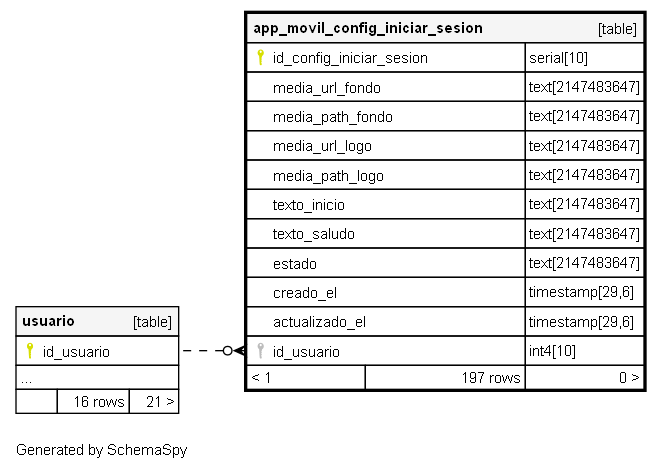 app_movil_config_iniciar_sesion [table]
id_config_iniciar_sesion serial[10]
media_url_fondo text[2147483647]
media_path_fondo text[2147483647]
media_url_logo text[2147483647]
media_path_logo text[2147483647]
texto_inicio text[2147483647]
texto_saludo text[2147483647]
estado text[2147483647]
creado_el timestamp[29,6]
actualizado_el timestamp[29,6]
id_usuario int4[10]
< 1 197 rows 0 >
usuario [table]
id_usuario
...
16 rows 21 >
Generated by SchemaSpy